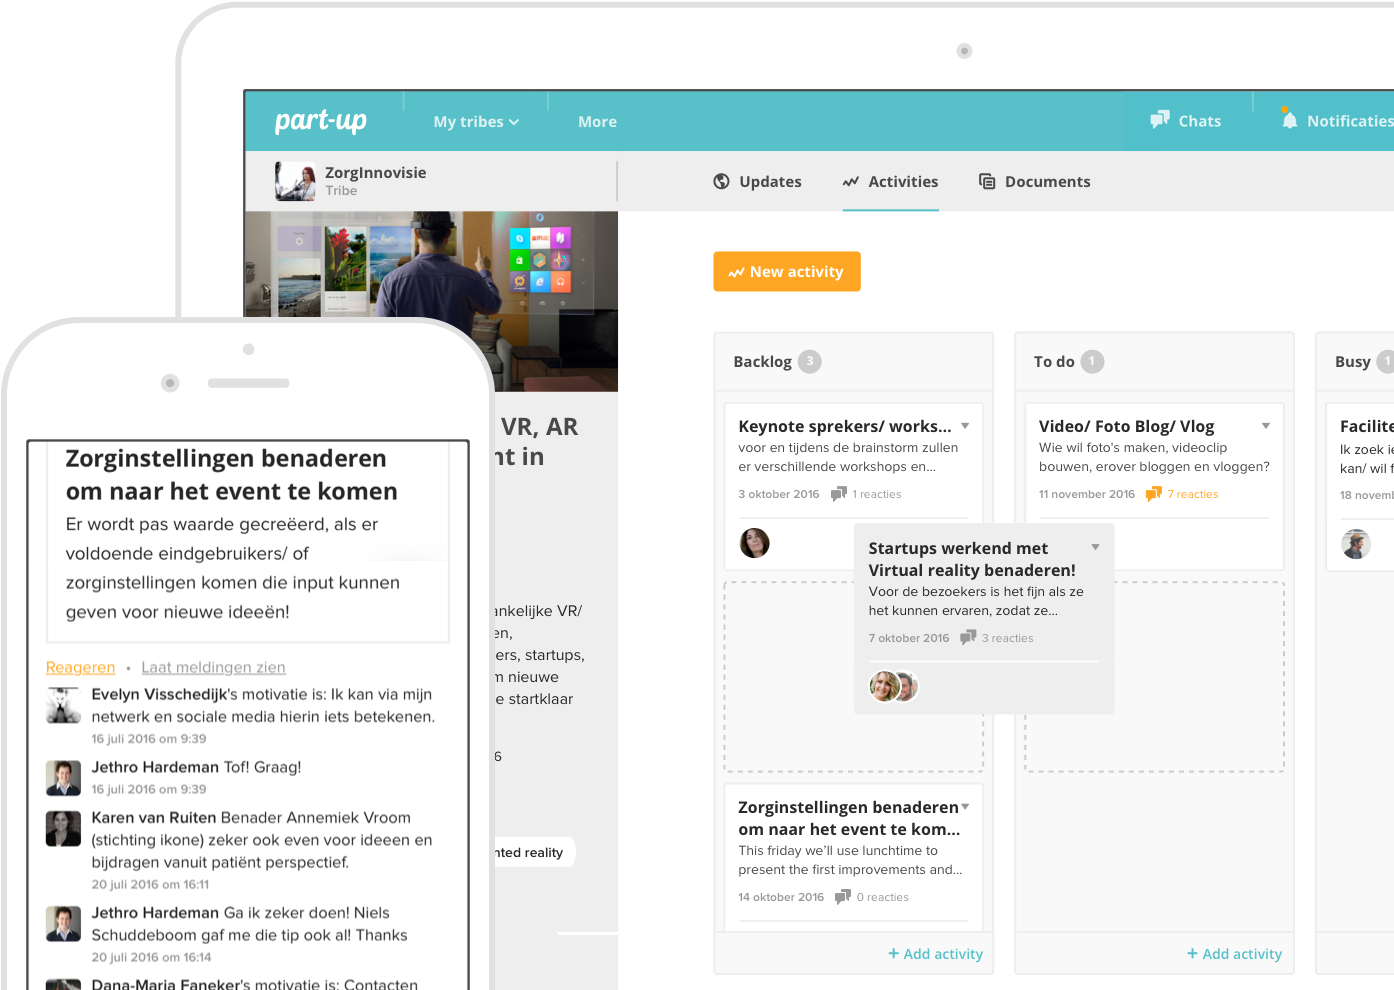 part-up
My tribes
More
Chats
Notificaties
ZorgInnovisie
Tribe
Updates
Activities
Documents
New activity
VR, AR
nt in
ankelijke VR/
en,
ers, startups,
m nieuwe
e startklaar
6
nted reality
Backlog 3
Keynote sprekers/ works...
voor en tijdens de brainstorm zullen
er verschillende workshops en...
3 oktober 2016 1 reacties
Startups werkend met
Virtual reality benaderen!
Voor de bezoekers is het fijn als ze
het kunnen ervaren, zodat ze...
7 oktober 2016 3 reacties
Zorginstellingen benaderen
om naar het event te kom...
This friday we'll use lunchtime to
present the first improvements and...
14 oktober 2016 0 reacties
+ Add activity
To do 1
Video/ Foto Blog/ Vlog
Wie wil foto's maken, videoclip
bouwen, erover bloggen en vloggen?
11 november 2016 7 reacties
+ Add activity
Busy 1
Facilite
Ik zoek ie
kan/ wil f
18 novem
Zorginstellingen benaderen
om naar het event te komen
Er wordt pas waarde gecreëerd, als er
voldoende eindgebruikers/ of
zorginstellingen komen die input kunnen
geven voor nieuwe ideeën!
Reageren • Laat meldingen zien
Evelyn Visschedijk's motivatie is: Ik kan via mijn
netwerk en sociale media hierin iets betekenen.
16 juli 2016 om 9:39
Jethro Hardeman Tof! Graag!
16 juli 2016 om 9:39
Karen van Ruiten Benader Annemiek Vroom
(stichting ikone) zeker ook even voor ideeen en
bijdragen vanuit patiënt perspectief.
20 juli 2016 om 16:11
Jethro Hardeman Ga ik zeker doen! Niels
Schuddeboom gaf me die tip ook al! Thanks
20 juli 2016 om 16:14
Dana-Maria Faneker's motivatie is: Contacten